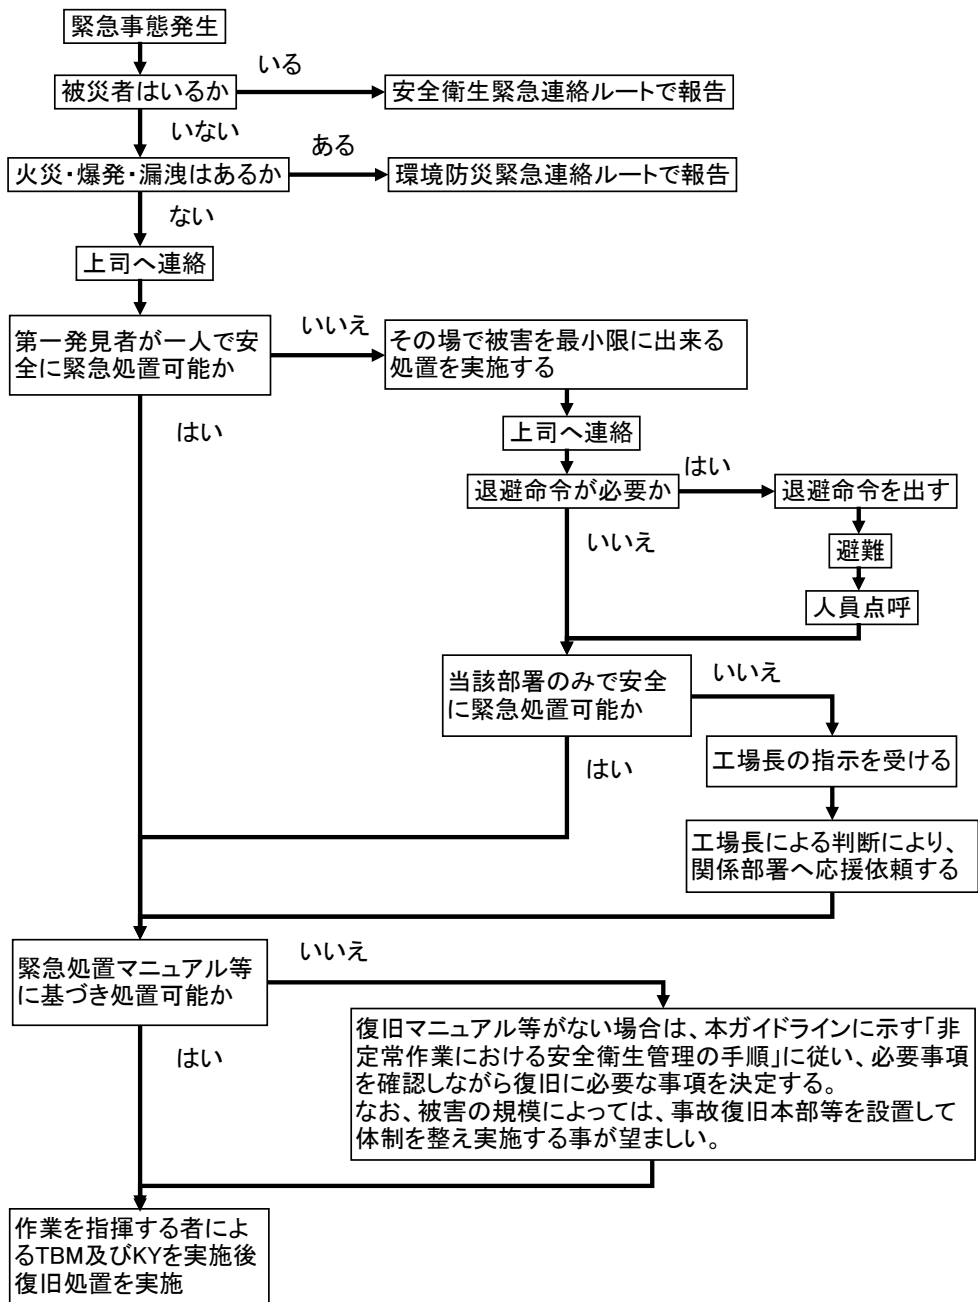 緊急事態発生
被災者はいるか
いる
安全衛生緊急連絡ルートで報告
いない
火災・爆発・漏洩はあるか
ある
環境防災緊急連絡ルートで報告
ない
上司へ連絡
第一発見者が一人で安
全に緊急処置可能か
いいえ
その場で被害を最小限に出来る
処置を実施する
はい
上司へ連絡
退避命令が必要か
はい
退避命令を出す
いいえ
避難
人員点呼
当該部署のみで安全
に緊急処置可能か
いいえ
はい
工場長の指示を受ける
工場長による判断により、
関係部署へ応援依頼する
緊急処置マニュアル等
に基づき処置可能か
いいえ
はい
復旧マニュアル等がない場合は、本ガイドラインに示す「非
定常作業における安全衛生管理の手順」に従い、必要事項
を確認しながら復旧に必要な事項を決定する。
なお、被害の規模によっては、事故復旧本部等を設置して
体制を整え実施する事が望ましい。
作業を指揮する者によ
るTBM及びKYを実施後
復旧処置を実施